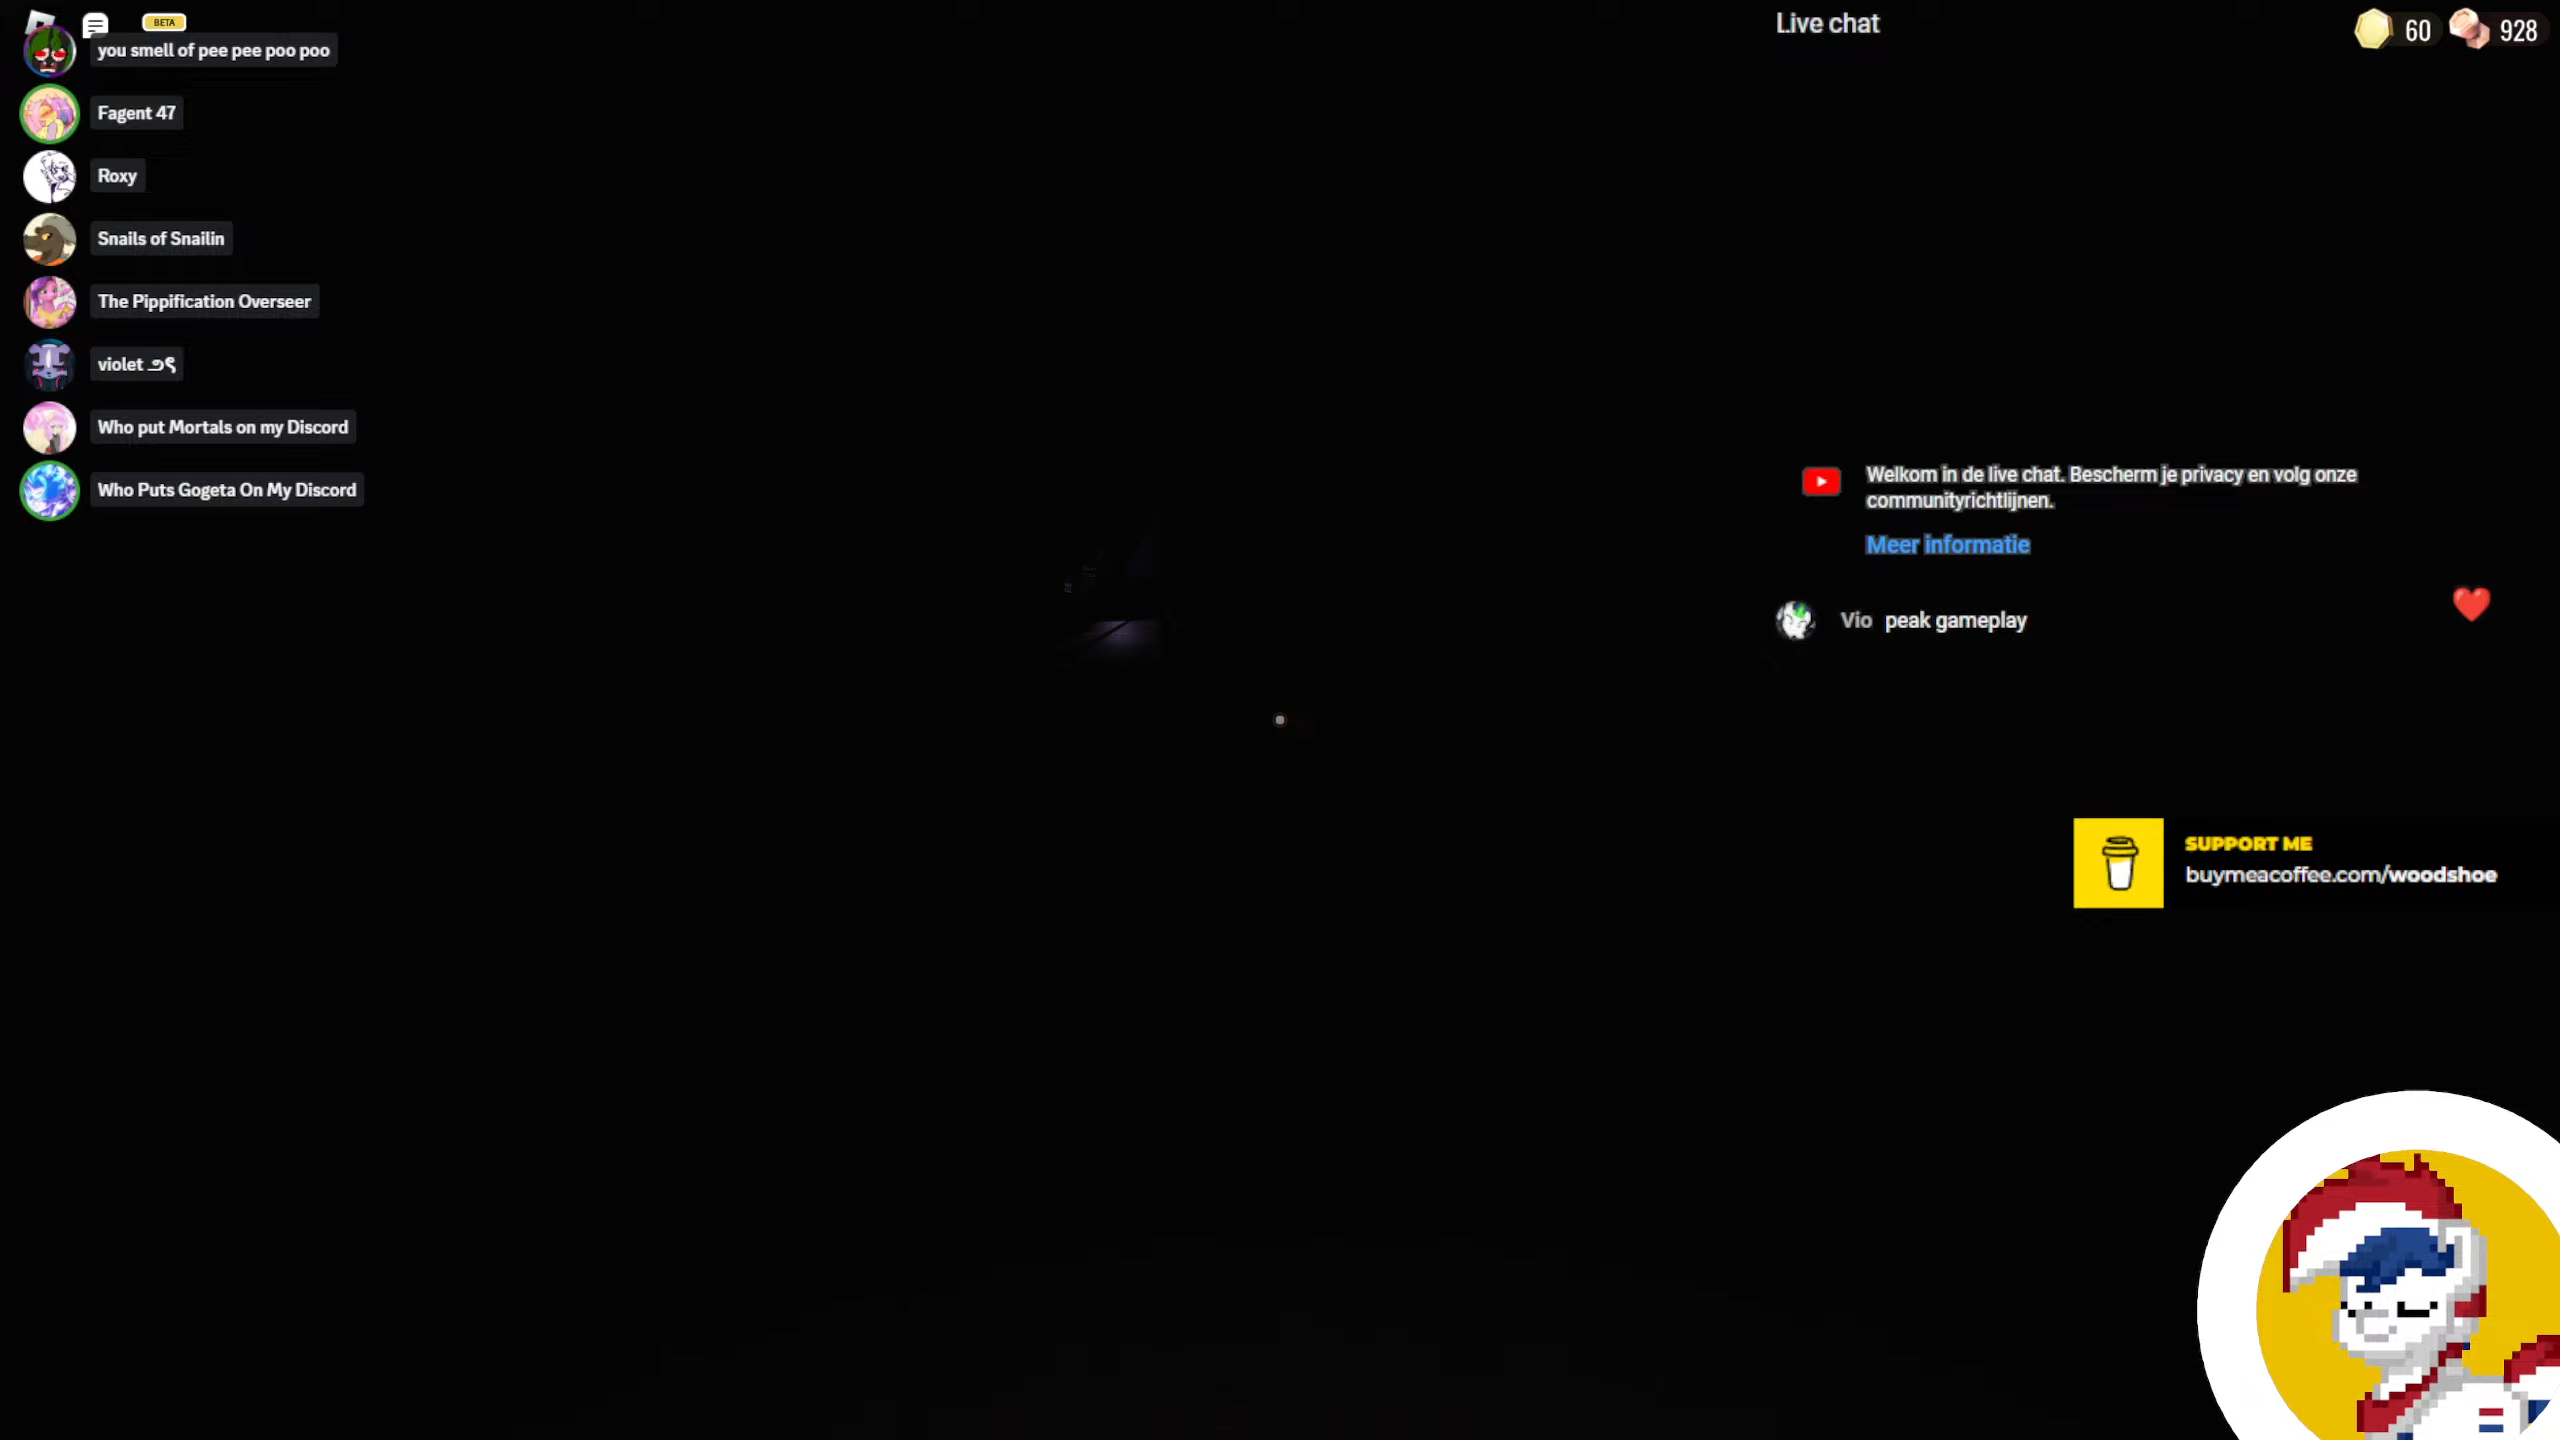 BETA
you smell of pee pee poo poo
Fagent 47
Roxy
Snails of Snailin
The Pippification Overseer
violet ୬ৎ
Who put Mortals on my Discord
Who Puts Gogeta On My Discord
Live chat
60
928
Welkom in de live chat. Bescherm je privacy en volg onze
communityrichtlijnen.
Meer informatie
Vio peak gameplay
SUPPORT ME
buymeacoffee.com/woodshoe